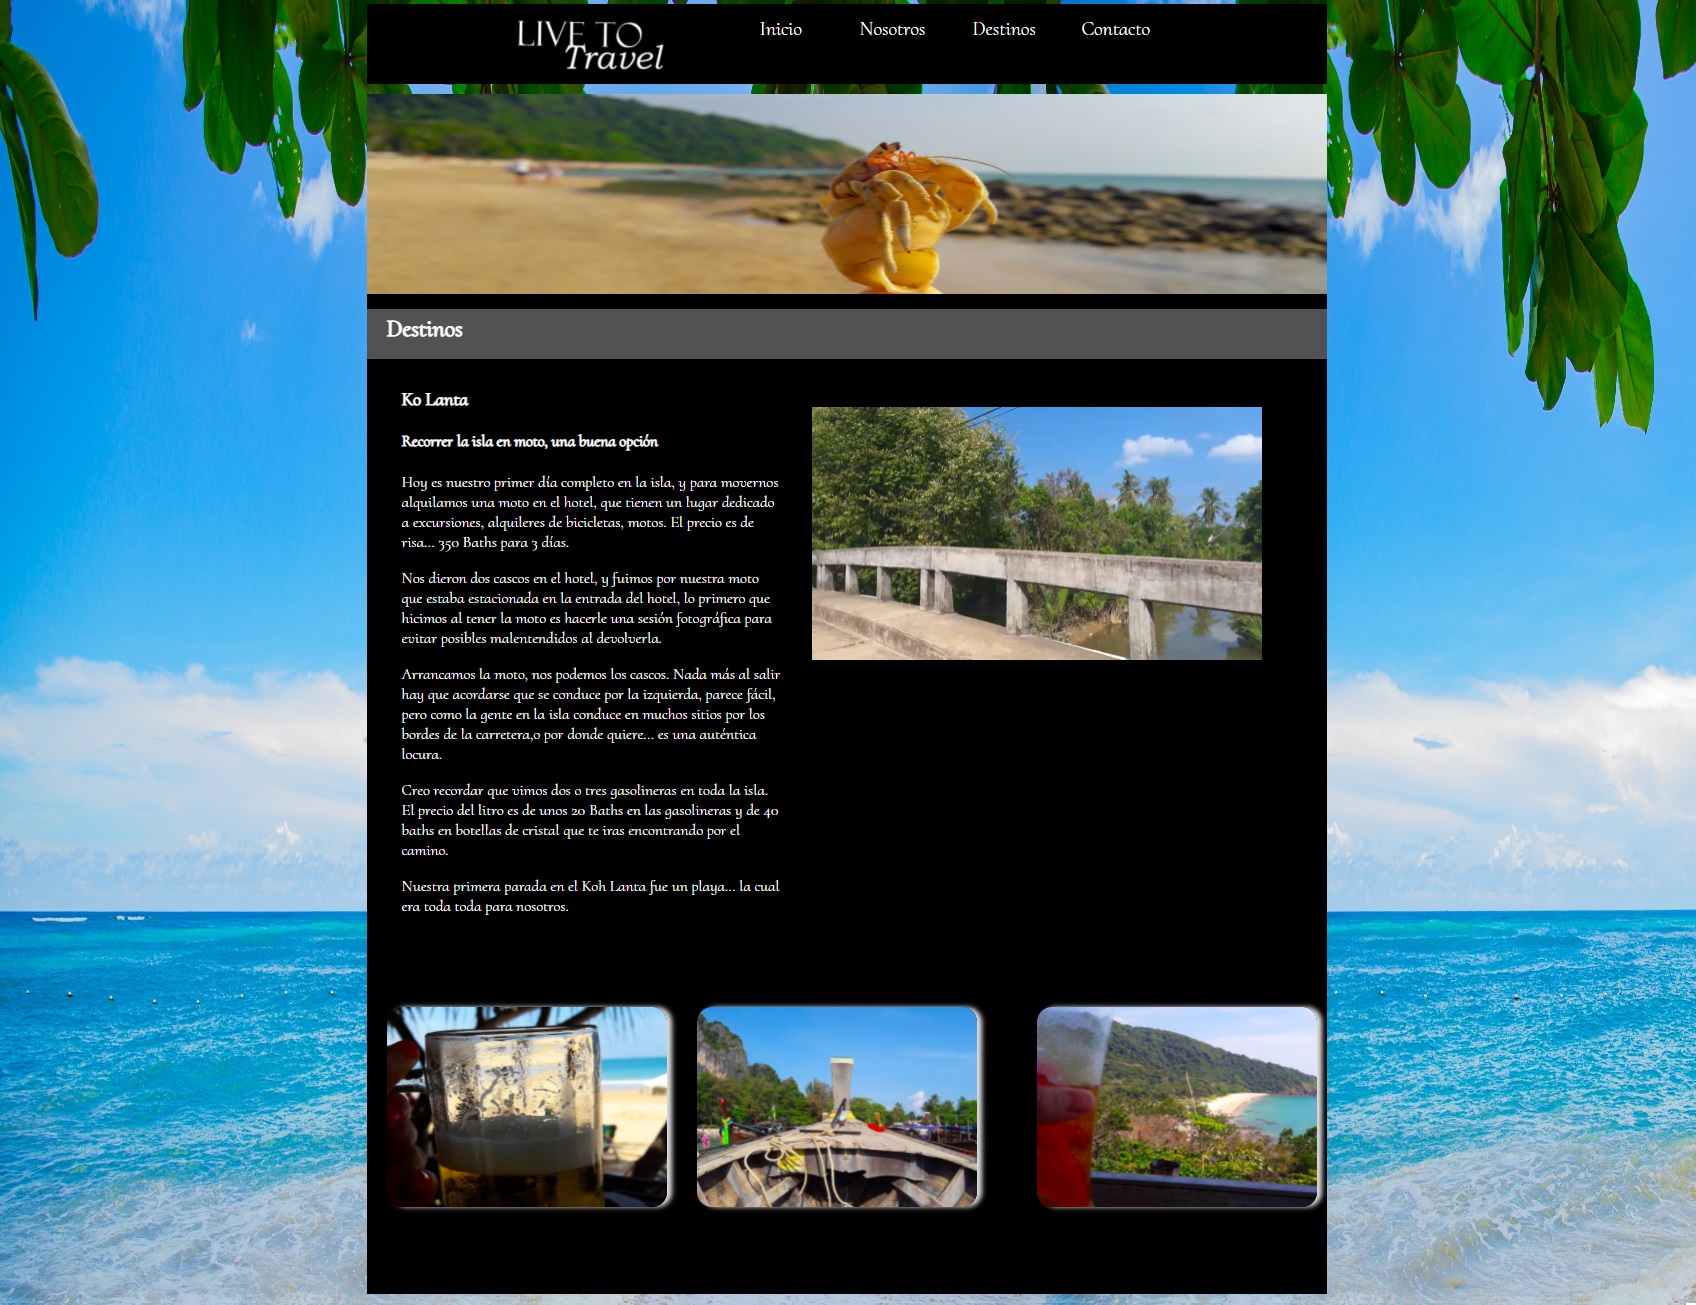 LIVE TO
Travel
Inicio
Nosotros
Destinos
Contacto
Destinos
Ko Lanta
Recorrer la isla en moto, una buena opción
Hoy es nuestro primer día completo en la isla, y para movernos
alquilamos una moto en el hotel, que tienen un lugar dedicado
a excursiones, alquileres de bicicletas, motos. El precio es de
risa... 350 Baths para 3 días.
Nos dieron dos cascos en el hotel, y fuimos por nuestra moto
que estaba estacionada en la entrada del hotel, lo primero que
hicimos al tener la moto es hacerle una sesión fotográfica para
evitar posibles malentendidos al devolverla.
Arrancamos la moto, nos podemos los cascos. Nada más al salir
hay que acordarse que se conduce por la izquierda, parece fácil,
pero como la gente en la isla conduce en muchos sitios por los
bordes de la carretera,o por donde quiere... es una auténtica
locura.
Creo recordar que vimos dos o tres gasolineras en toda la isla.
El precio del litro es de unos 20 Baths en las gasolineras y de 40
baths en botellas de cristal que te iras encontrando por el
camino.
Nuestra primera parada en el Koh Lanta fue un playa... la cual
era toda toda para nosotros.